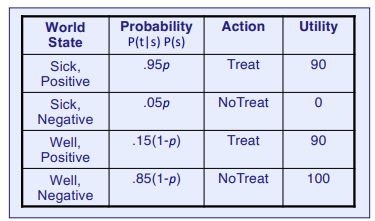 World State Probability P(t|s) P(s) Action Utility
Sick, Positive .95p Treat 90
Sick, Negative .05p NoTreat 0
Well, Positive .15(1-p) Treat 90
Well, Negative .85(1-p) NoTreat 100